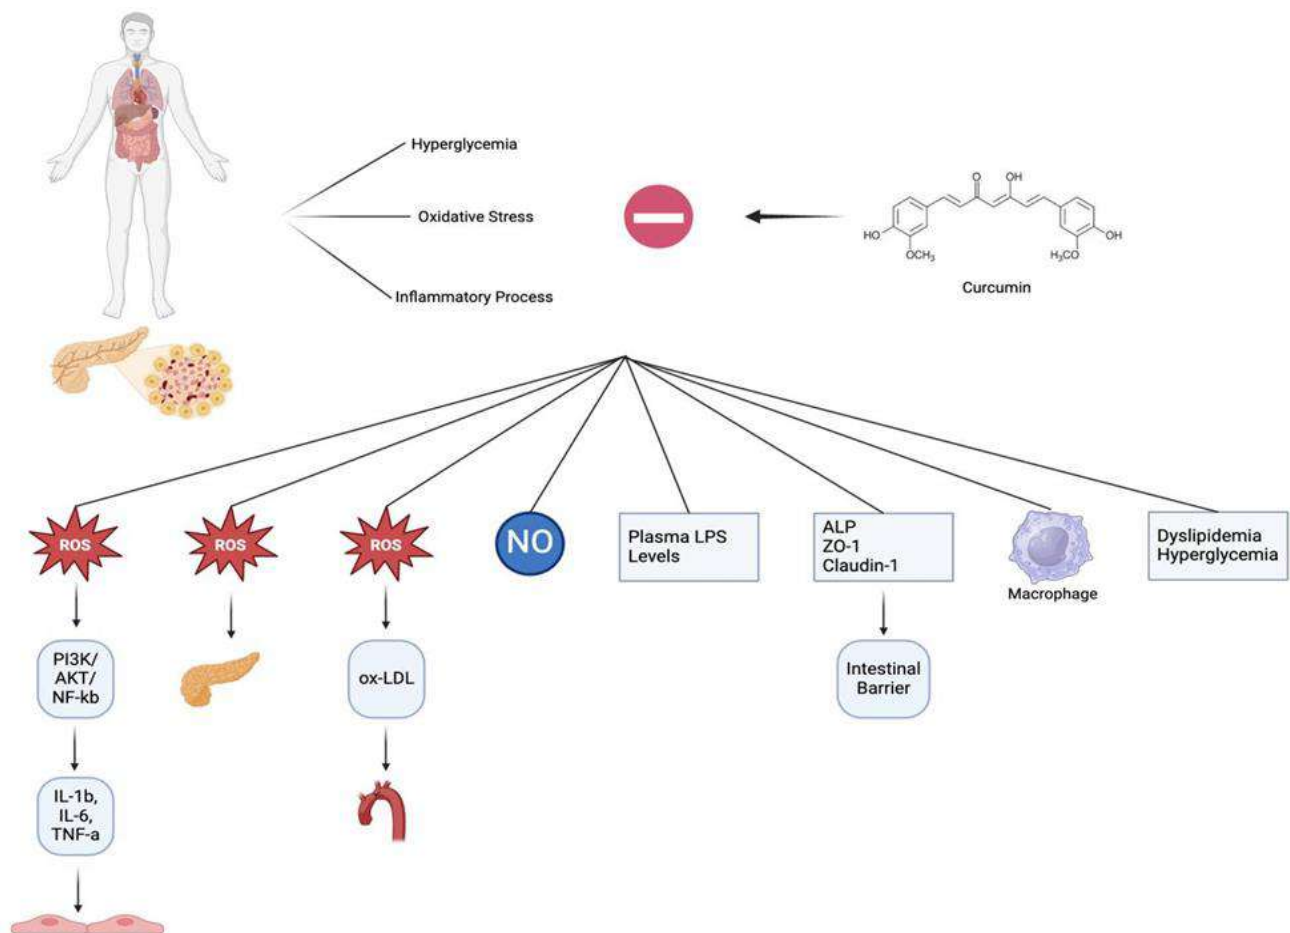 Hyperglycemia
Oxidative Stress
Inflammatory Process
O
OH
HO
OCH3
H3CO
OH
Curcumin
ROS
ROS
ROS
NO
Plasma LPS
Levels
ALP
ZO-1
Claudin-1
Macrophage
Dyslipidemia
Hyperglycemia
PI3K/
AKT/
NF-kb
ox-LDL
Intestinal
Barrier
IL-1b,
IL-6,
TNF-a